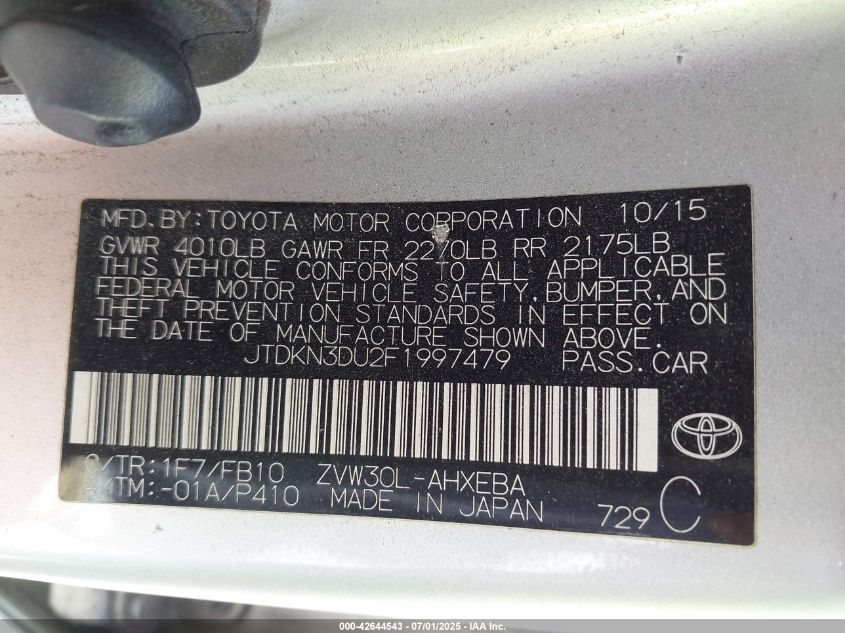 MFD. BY: TOYOTA MOTOR CORPORATION 10/15
GVWR 4010LB GAWR FR 2270LB RR 2175LB
THIS VEHICLE CONFORMS TO ALL APPLICABLE
FEDERAL MOTOR VEHICLE SAFETY, BUMPER, AND
THEFT PREVENTION STANDARDS IN EFFECT ON
THE DATE OF MANUFACTURE SHOWN ABOVE.
JTDKN3DU2F1997479 PASS. CAR
C/TR: 1F7/FB10 ZVW30L-AHXEBA
A/TM: -01A/P410 MADE IN JAPAN 729 C
000-42644543 / 07/01/2025 - IAA Inc.